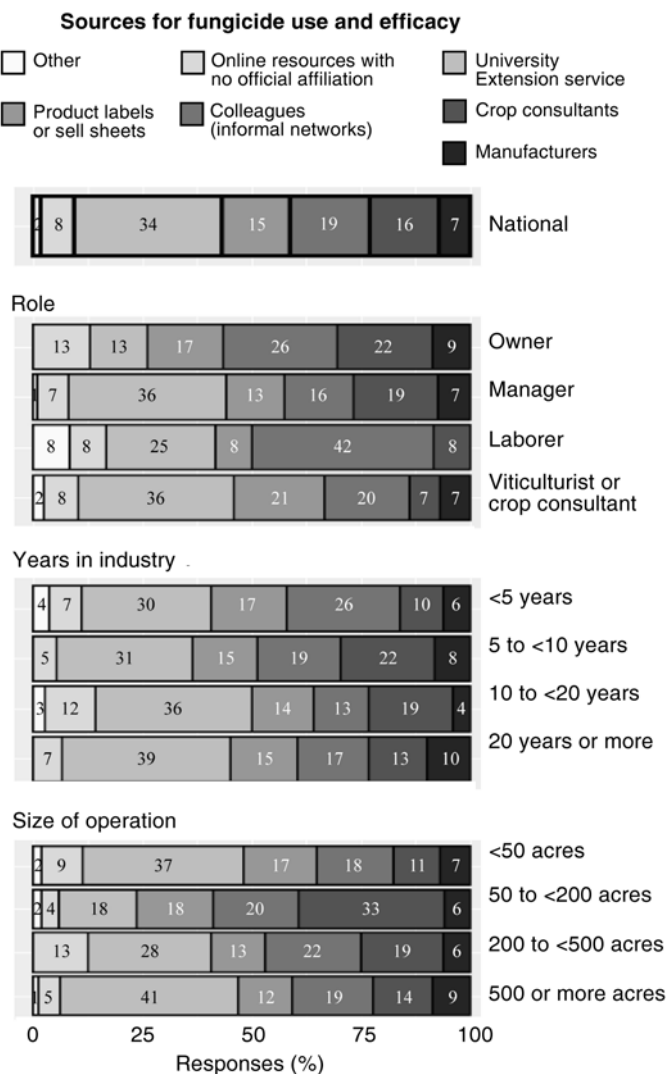 Sources for fungicide use and efficacy
Other
Online resources with
no official affiliation
University
Extension service
Product labels
or sell sheets
Colleagues
(informal networks)
Crop consultants
Manufacturers
2 8 34 15 19 16 7 National
Role
13 13 17 26 22 9 Owner
1 7 36 13 16 19 7 Manager
8 8 25 8 42 8 Laborer
2 8 36 21 20 7 7 Viticulturist or
crop consultant
Years in industry
4 7 30 17 26 10 6 <5 years
5 31 15 19 22 8 5 to <10 years
3 12 36 14 13 19 4 10 to <20 years
7 39 15 17 13 10 20 years or more
Size of operation
2 9 37 17 18 11 7 <50 acres
2 4 18 18 20 33 6 50 to <200 acres
13 28 13 22 19 6 200 to <500 acres
1 5 41 12 19 14 9 500 or more acres
0 25 50 75 100
Responses (%)